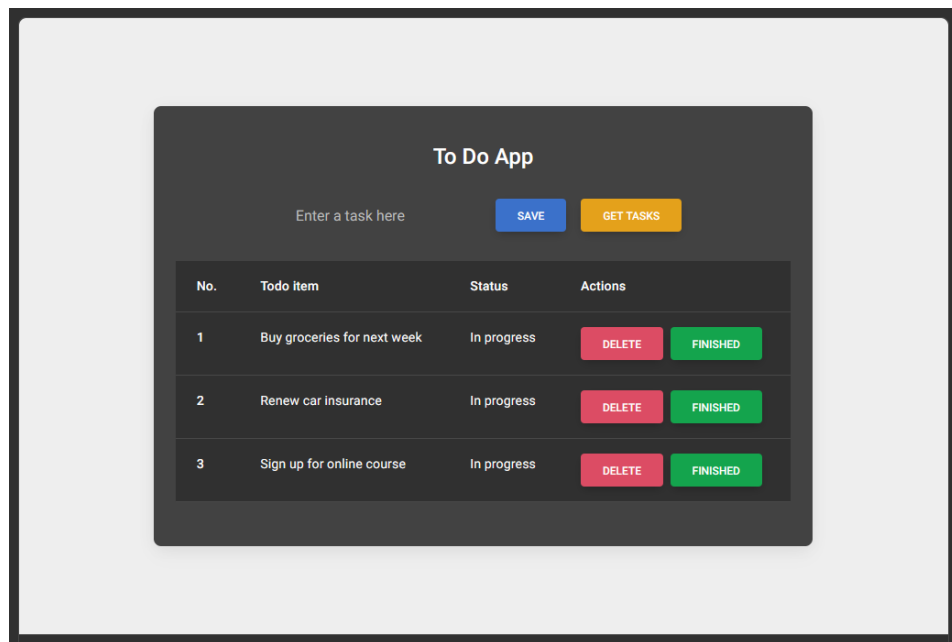 To Do App
Enter a task here SAVE GET TASKS
No. Todo item Status Actions
1 Buy groceries for next week In progress DELETE FINISHED
2 Renew car insurance In progress DELETE FINISHED
3 Sign up for online course In progress DELETE FINISHED